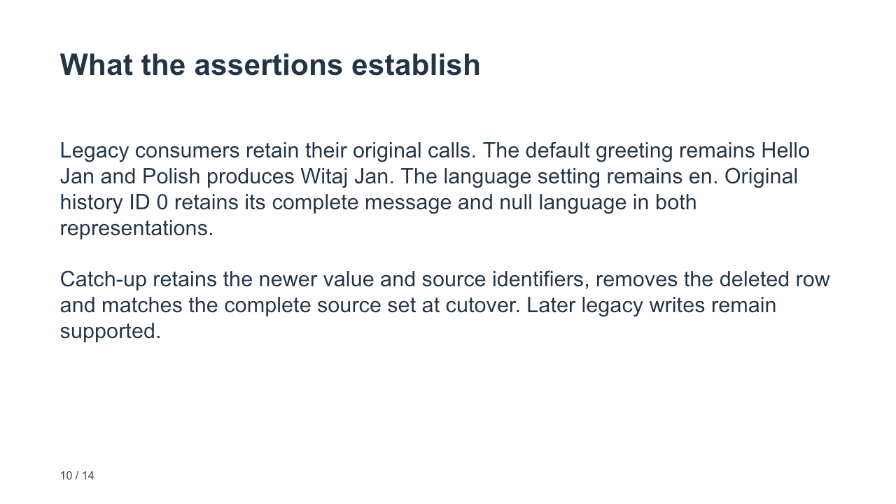 What the assertions establish
Legacy consumers retain their original calls. The default greeting remains Hello
Jan and Polish produces Witaj Jan. The language setting remains en. Original
history ID 0 retains its complete message and null language in both
representations.
Catch-up retains the newer value and source identifiers, removes the deleted row
and matches the complete source set at cutover. Later legacy writes remain
supported.
10 / 14